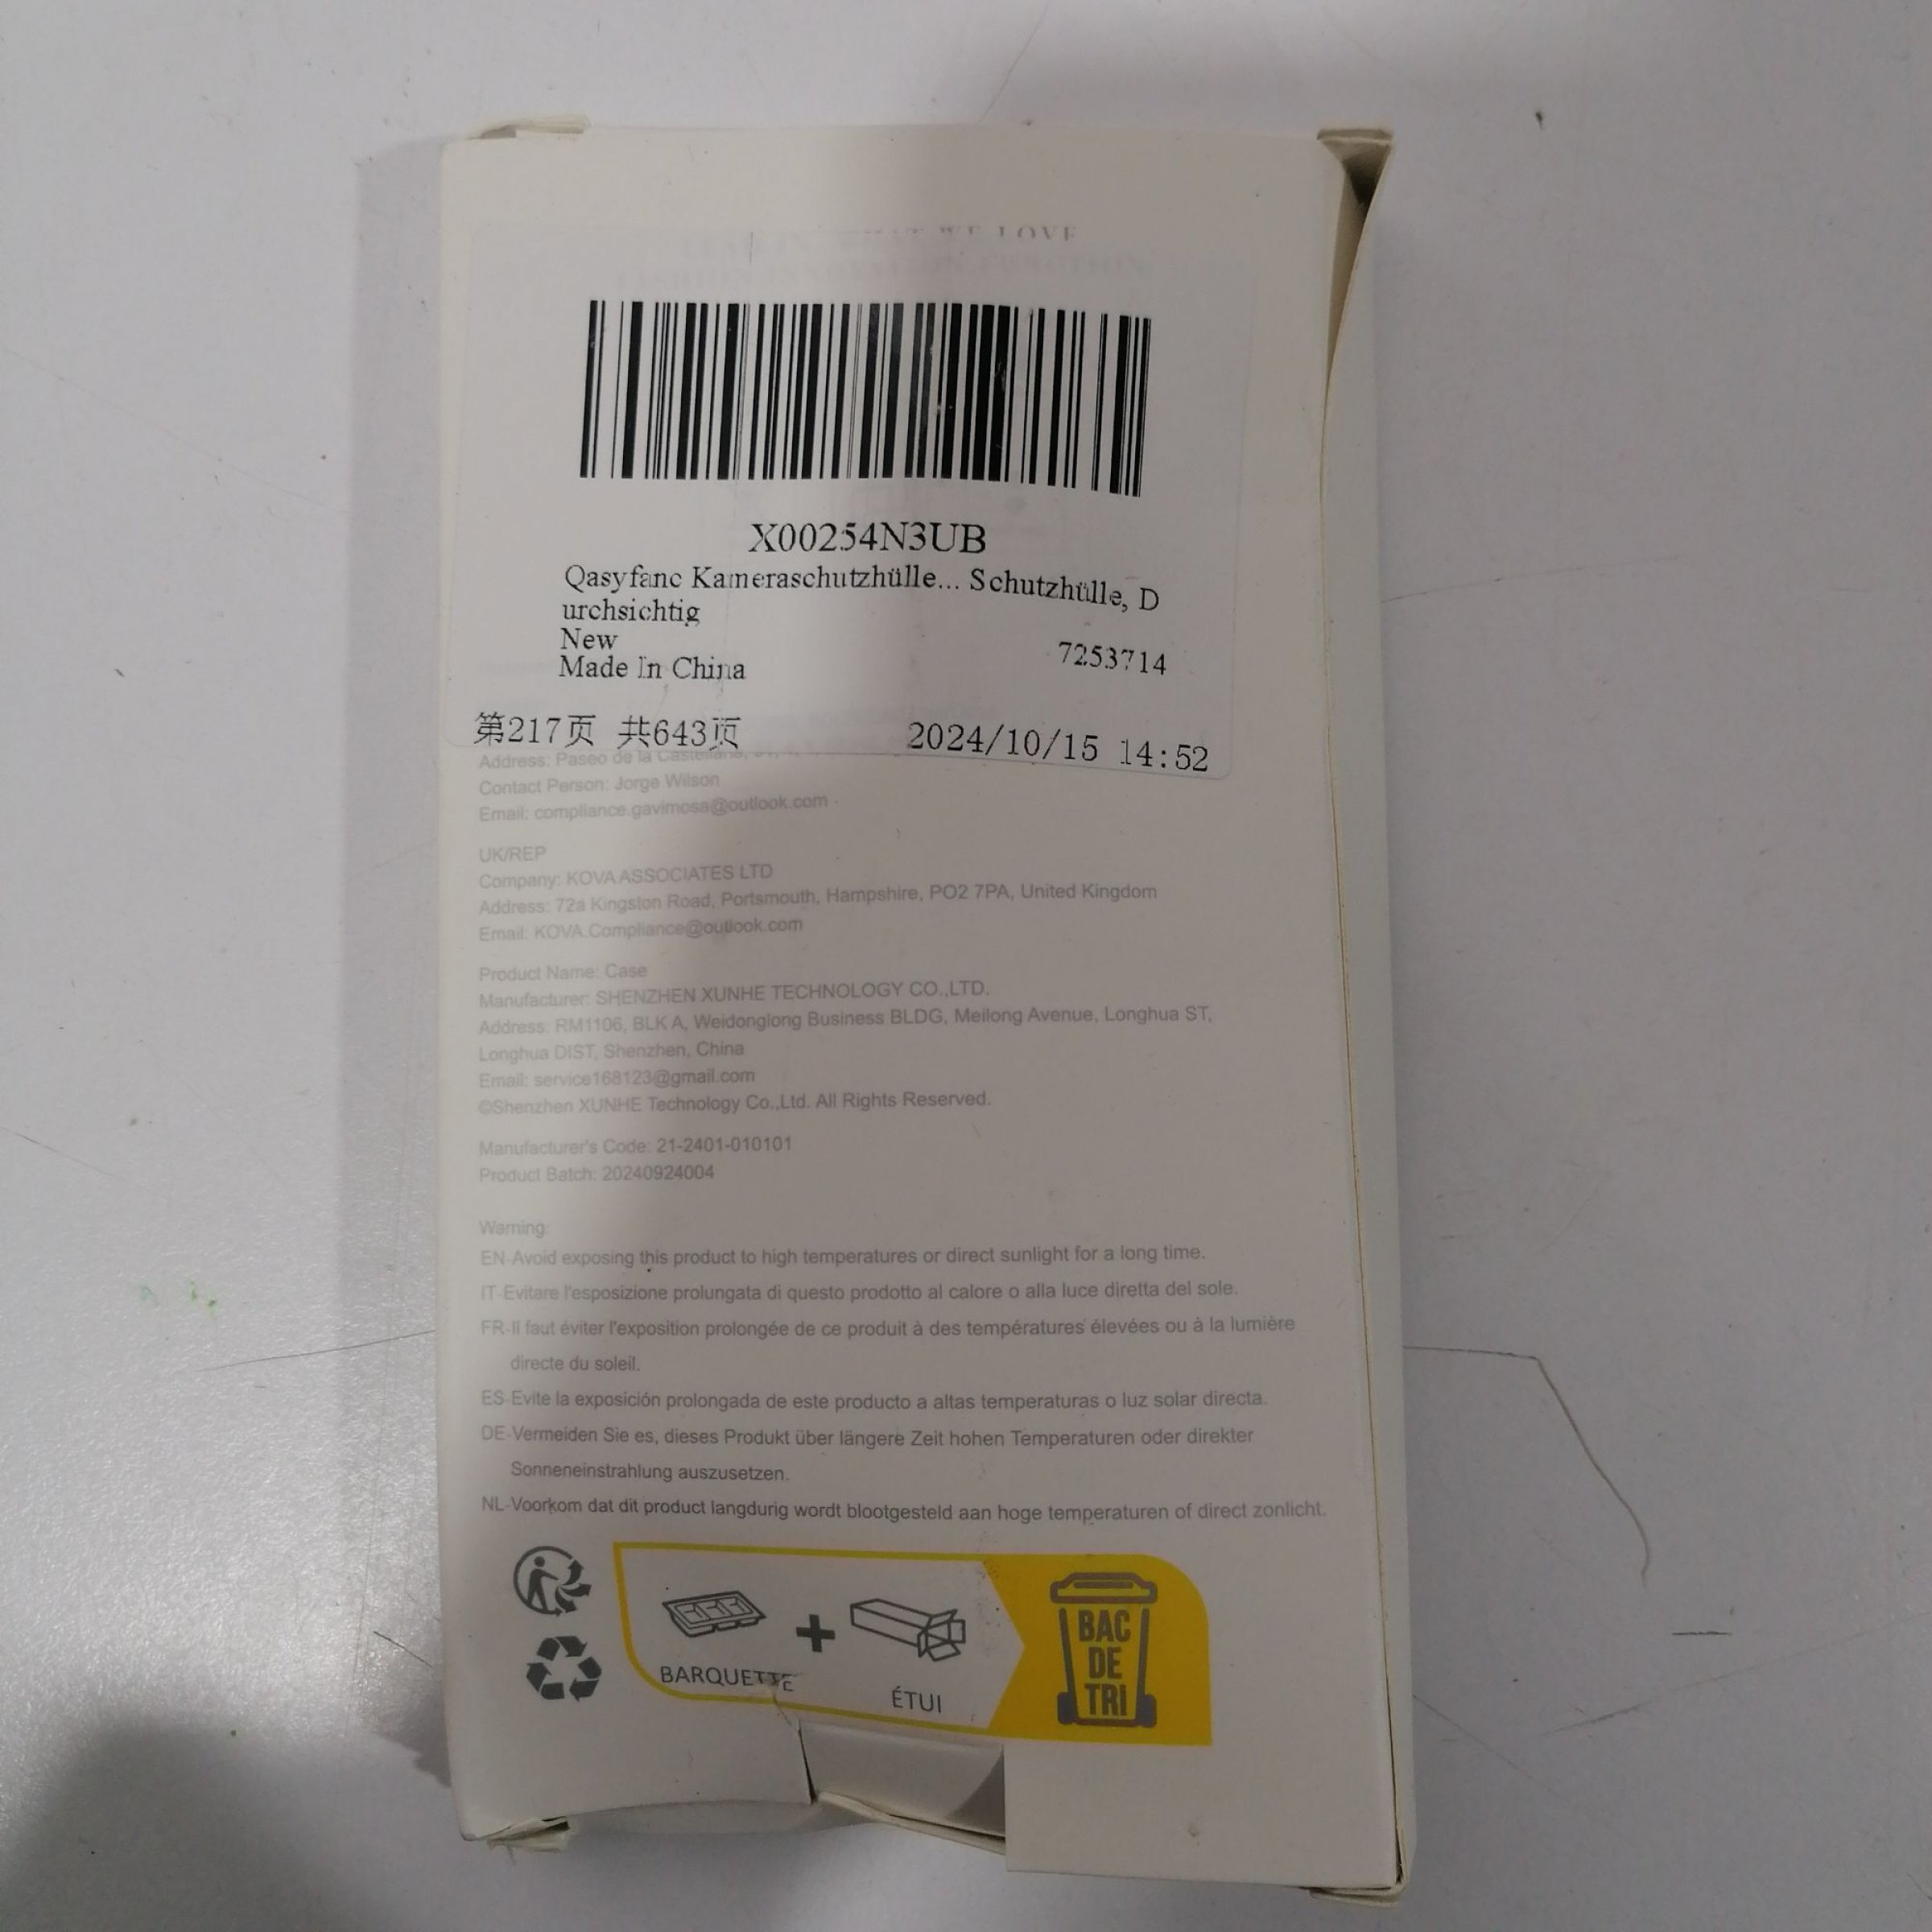 WE LOVE
X00254N3UB
Qasyfanc Kameraschutzhülle... Schutzhülle, D
urchsichtig
New
7253714
Made In China
第217页 共643页
2024/10/15 14:52
Address: Paseo de la Castellana,
Contact Person: Jorge Wilson
Email: compliance.gavimosa@outlook.com
UK/REP
Company: KOVA ASSOCIATES LTD
Address: 72a Kingston Road, Portsmouth, Hampshire, PO2 7PA, United Kingdom
Email: KOVA.Compliance@outlook.com
Product Name: Case
Manufacturer: SHENZHEN XUNHE TECHNOLOGY CO.,LTD.
Address: RM1106, BLK A, Weidonglong Business BLDG, Meilong Avenue, Longhua ST,
Longhua DIST, Shenzhen, China
Email: service168123@gmail.com
©Shenzhen XUNHE Technology Co.,Ltd. All Rights Reserved.
Manufacturer's Code: 21-2401-010101
Product Batch: 20240924004
Warning:
EN-Avoid exposing this product to high temperatures or direct sunlight for a long time.
IT-Evitare l'esposizione prolungata di questo prodotto al calore o alla luce diretta del sole.
FR-Il faut éviter l'exposition prolongée de ce produit à des températures élevées ou à la lumière
directe du soleil.
ES-Evite la exposición prolongada de este producto a altas temperaturas o luz solar directa.
DE-Vermeiden Sie es, dieses Produkt über längere Zeit hohen Temperaturen oder direkter
Sonneneinstrahlung auszusetzen.
NL-Voorkom dat dit product langdurig wordt blootgesteld aan hoge temperaturen of direct zonlicht.
BARQUETTE
+
ÉTUI
BAC
DE
TRI